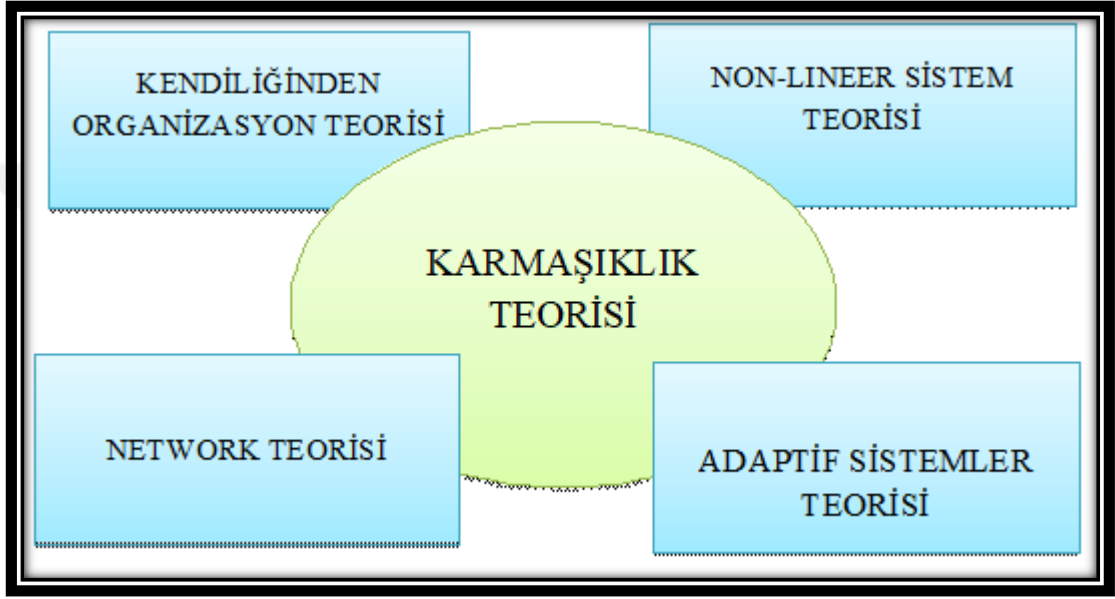 KENDİLİĞİNDEN
ORGANİZASYON TEORİSİ
NON-LINEER SİSTEM
TEORİSİ
KARMAŞIKLIK
TEORİSİ
NETWORK TEORİSİ
ADAPTİF SİSTEMLER
TEORİSİ